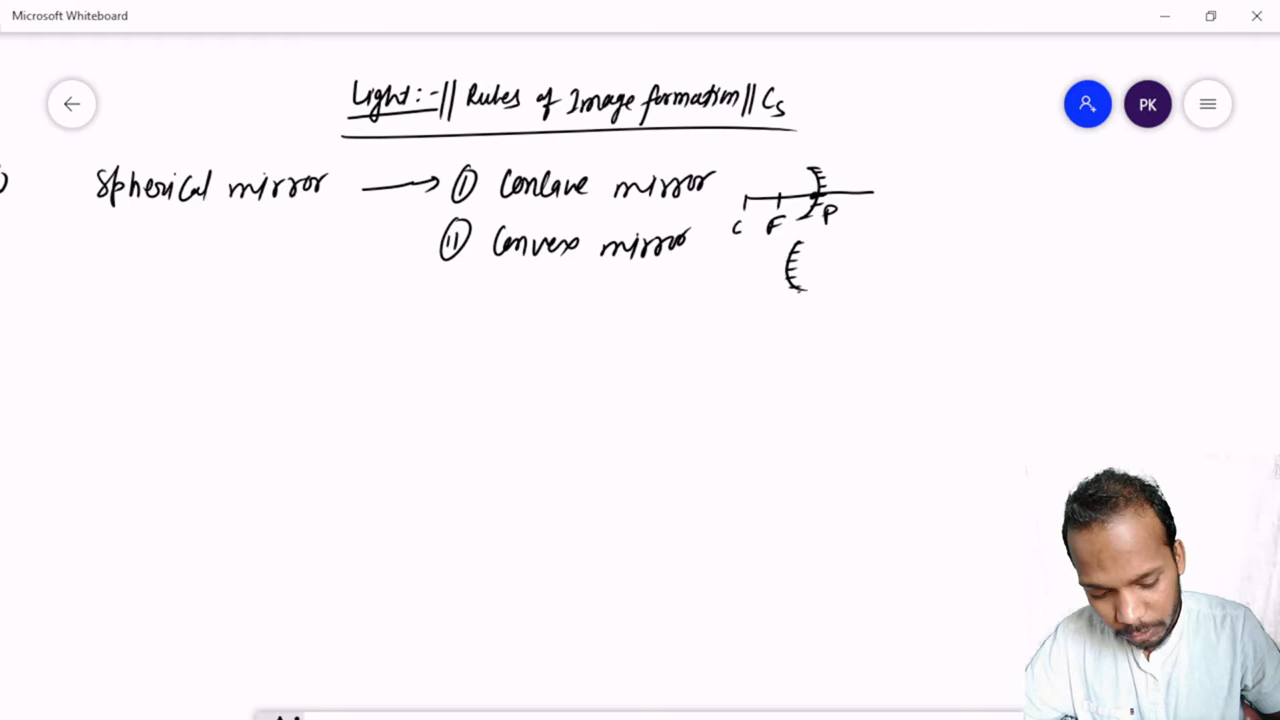 Microsoft Whiteboard
Light :- || Rules of Image formation || Cs
PK
Spherical mirror → (I) Concave mirror
C F P
(II) Convex mirror